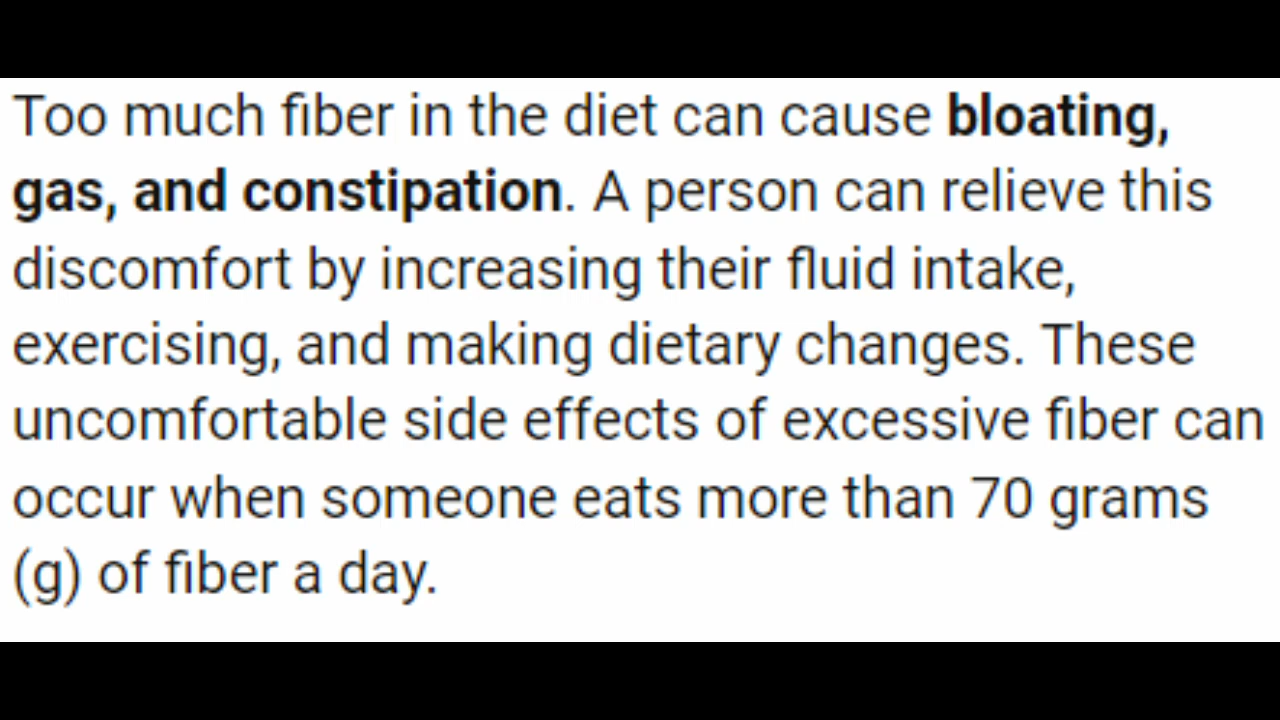 Too much fiber in the diet can cause bloating,
gas, and constipation. A person can relieve this
discomfort by increasing their fluid intake,
exercising, and making dietary changes. These
uncomfortable side effects of excessive fiber can
occur when someone eats more than 70 grams
(g) of fiber a day.